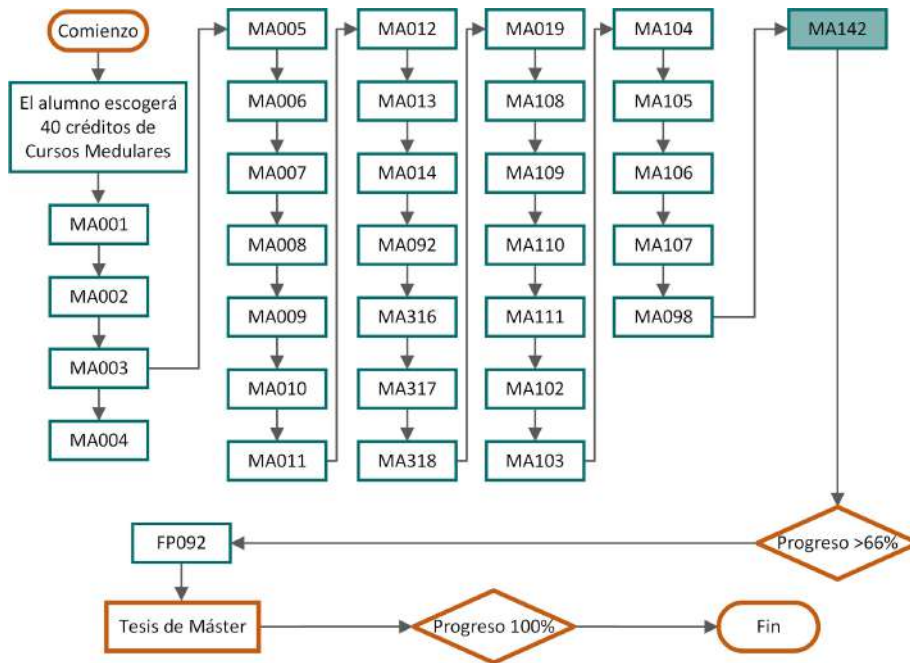 Comienzo
El alumno escogerá
40 créditos de
Cursos Medulares
MA001
MA002
MA003
MA004
MA005
MA006
MA007
MA008
MA009
MA010
MA011
MA012
MA013
MA014
MA092
MA316
MA317
MA318
MA019
MA108
MA109
MA110
MA111
MA102
MA103
MA104
MA105
MA106
MA107
MA098
MA142
Progreso >66%
FP092
Tesis de Máster
Progreso 100%
Fin